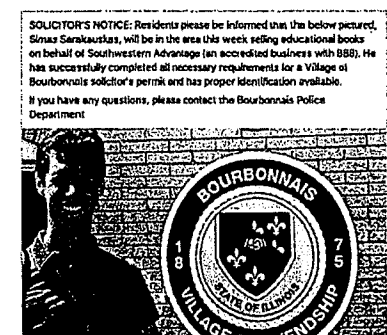 SOLICITOR'S NOTICE: Residents please be informed that the below pictured,
Simas Sarakauskas, will be in the area this week selling educational books
on behalf of Southwestern Advantage (an accredited business with BBB). He
has successfully completed all necessary requirements for a Village of
Bourbonnais solicitor's permit and has proper identification available.
If you have any questions, please contact the Bourbonnais Police
Department
BOURBONNAIS
18 75
STATE OF ILLINOIS
VILLAGE